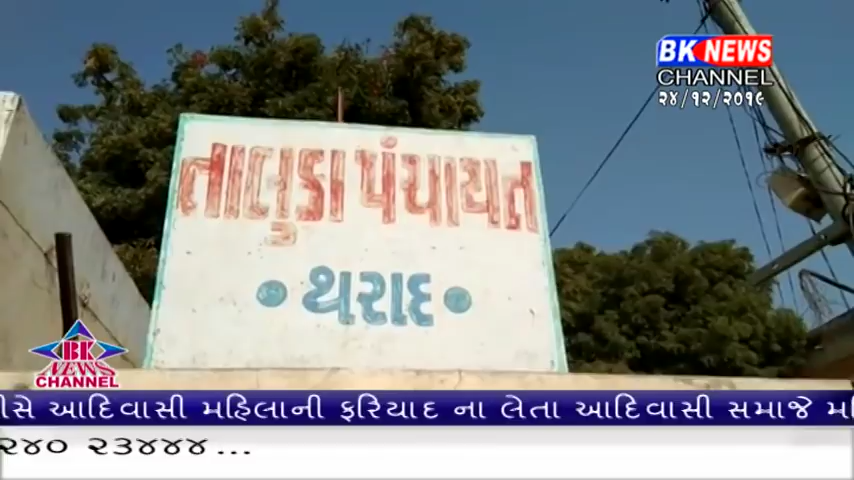 BK NEWS
CHANNEL
૨૪/૧૨/૨૦૧૯
તાલુડા પંચાયત
• થરાદ •
BK
NEWS
CHANNEL
ીસે આદિવાસી મહિલાની ફરિયાદ ના લેતા આદિવાસી સમાજે મ
૨૪૦ ૨૩૪૪૪...